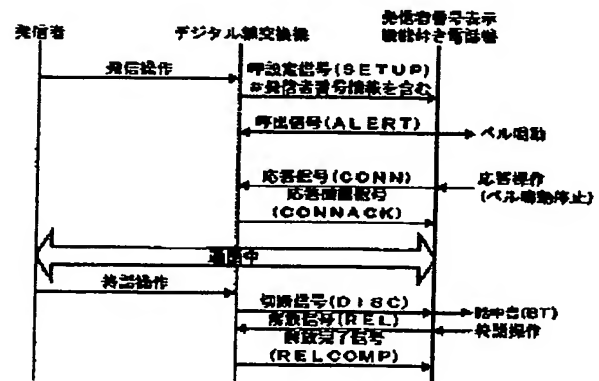 発信者
デジタル網交換機
発信者番号表示
機能付き電話機
発信操作
呼設定信号(SETUP)
#発信者番号情報を含む
呼出信号(ALERT)
ベル鳴動
応答信号(CONN)
応答操作
(ベル鳴動停止)
応答確認信号
(CONNACK)
通話中
終話操作
切断信号(DISC)
話中音(BT)
解放信号(REL)
終話操作
解放完了信号
(RELCOMP)